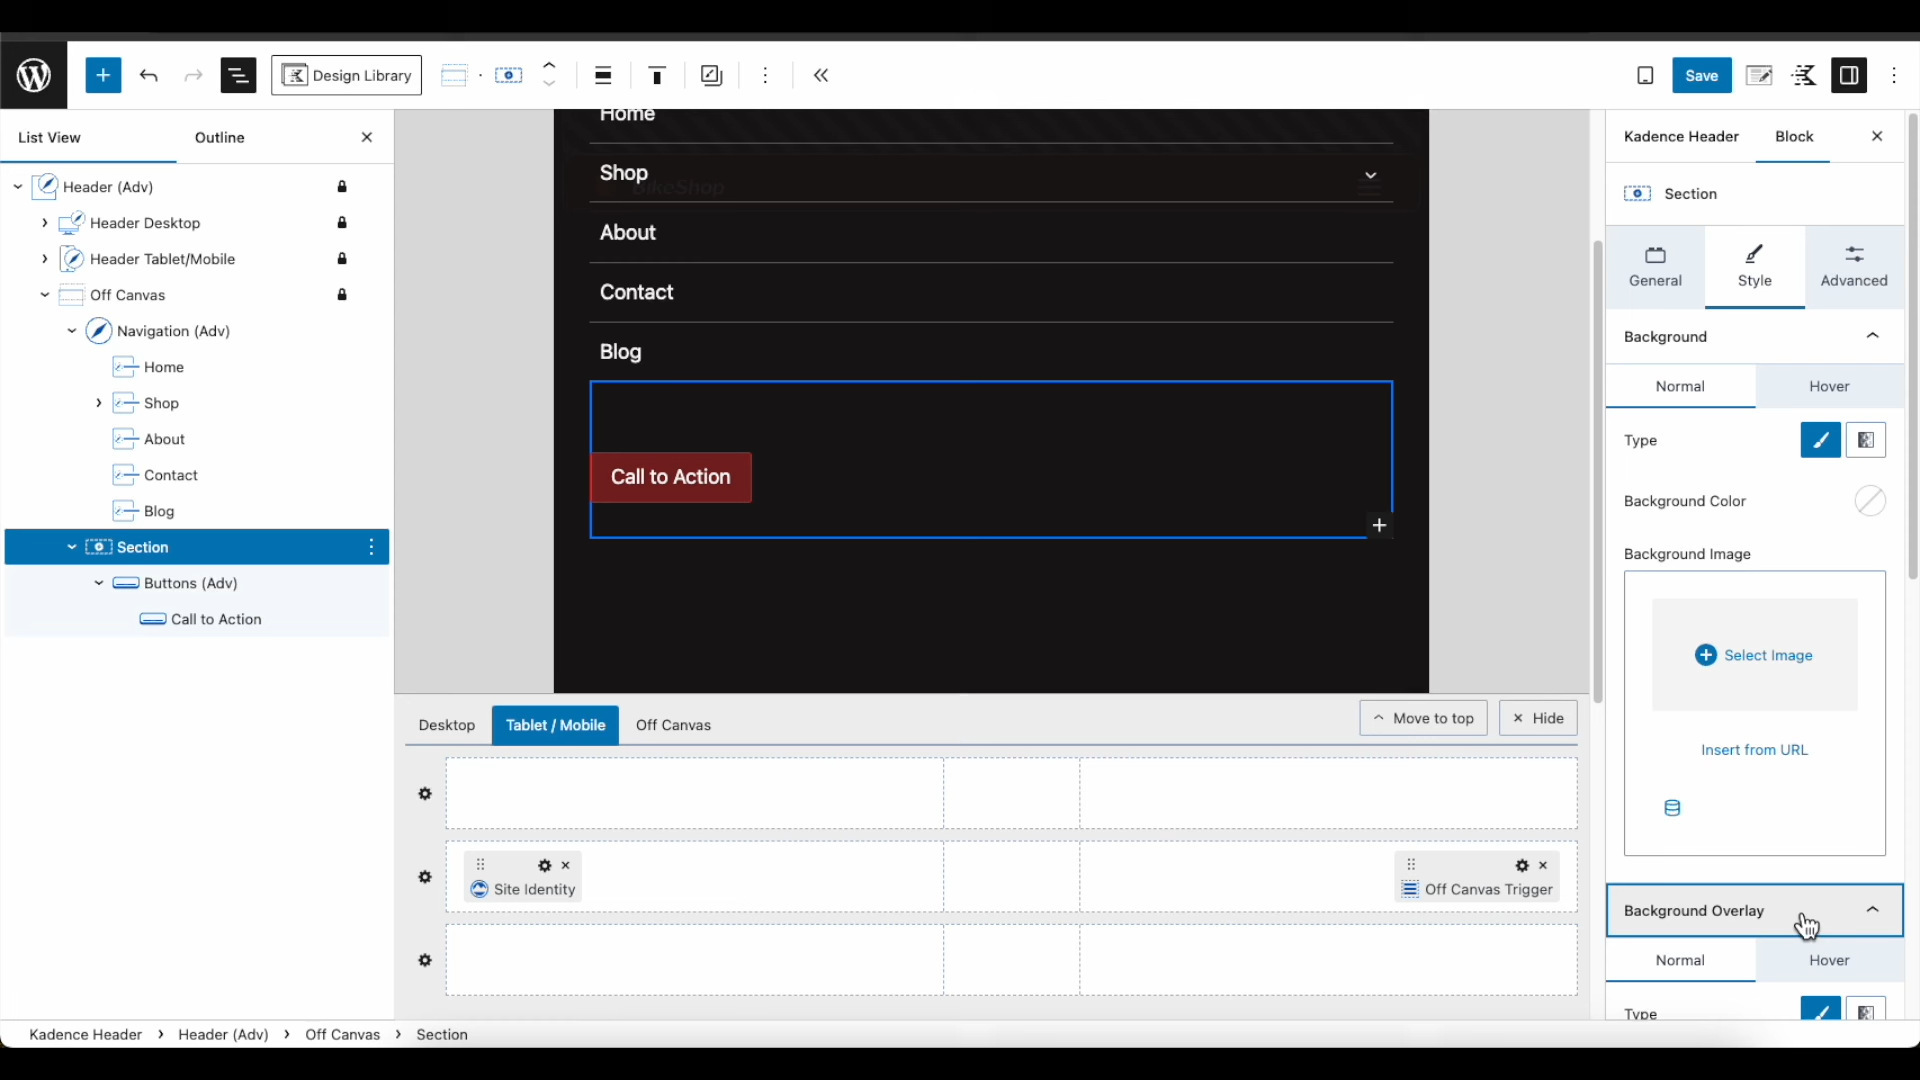 Design Library
Save
List View
Outline
Header (Adv)
Header Desktop
Header Tablet/Mobile
Off Canvas
Navigation (Adv)
Home
Shop
About
Contact
Blog
Section
Buttons (Adv)
Call to Action
Home
Shop
BikeShop
About
Contact
Blog
Call to Action
Desktop
Tablet / Mobile
Off Canvas
Move to top
Hide
Site Identity
Off Canvas Trigger
Kadence Header
Block
Section
General
Style
Advanced
Background
Normal
Hover
Type
Background Color
Background Image
Select Image
Insert from URL
Background Overlay
Normal
Hover
Type
Kadence Header > Header (Adv) > Off Canvas > Section